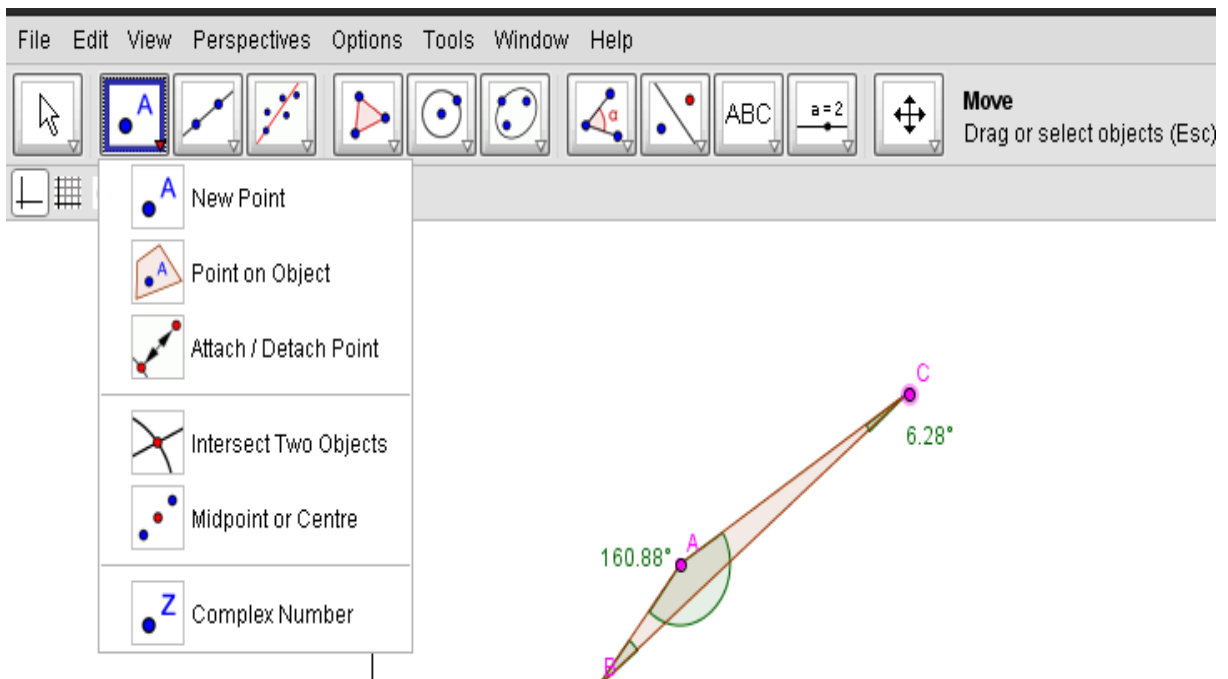 File Edit View Perspectives Options Tools Window Help
A
α
ABC
a=2
Move
Drag or select objects (Esc)
A New Point
A Point on Object
Attach / Detach Point
Intersect Two Objects
Midpoint or Centre
Z Complex Number
C
6.28°
A
160.88°
B